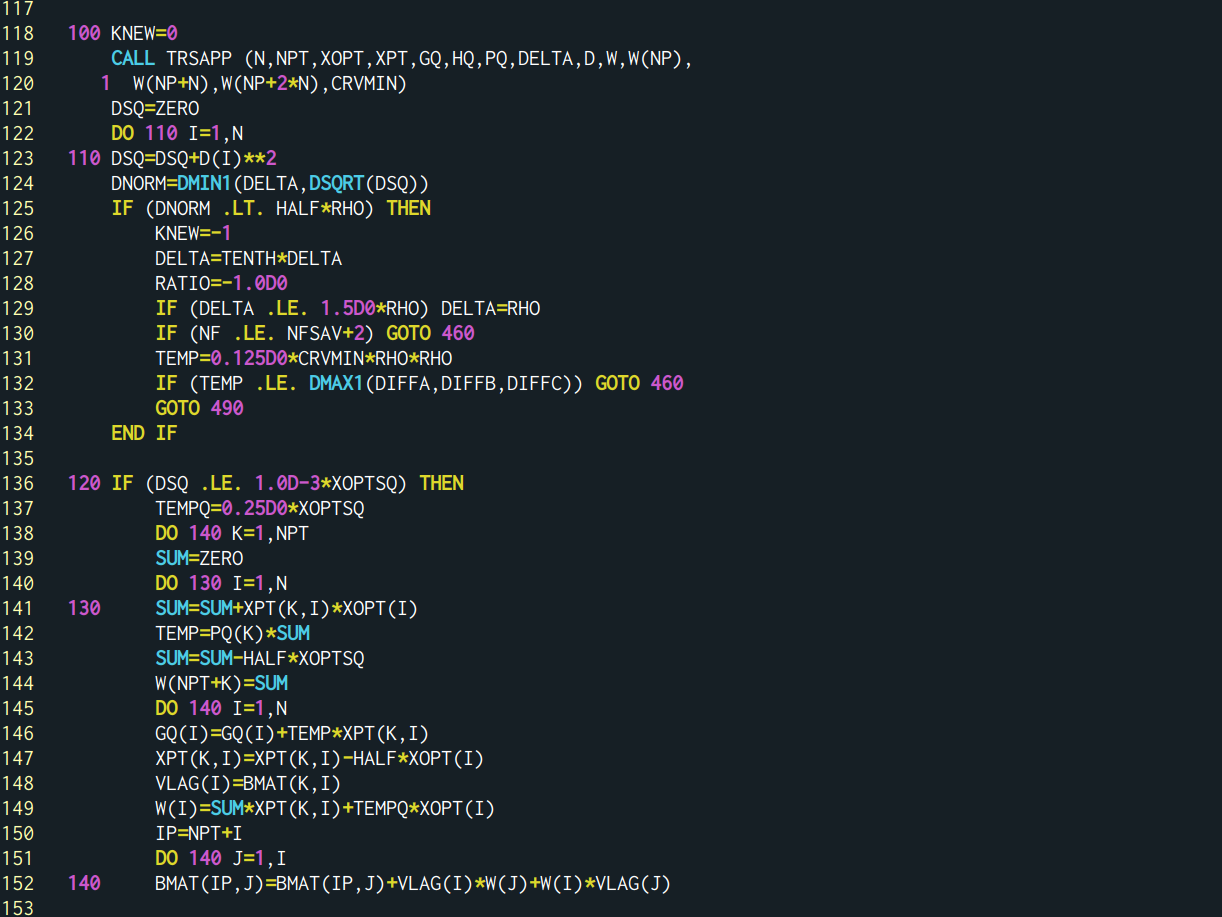 117
118   100 KNEW=0
119       CALL TRSAPP (N,NPT,XOPT,XPT,GQ,HQ,PQ,DELTA,D,W,W(NP),
120      1  W(NP+N),W(NP+2*N),CRVMIN)
121       DSQ=ZERO
122       DO 110 I=1,N
123   110 DSQ=DSQ+D(I)**2
124       DNORM=DMIN1(DELTA,DSQRT(DSQ))
125       IF (DNORM .LT. HALF*RHO) THEN
126           KNEW=-1
127           DELTA=TENTH*DELTA
128           RATIO=-1.0D0
129           IF (DELTA .LE. 1.5D0*RHO) DELTA=RHO
130           IF (NF .LE. NFSAV+2) GOTO 460
131           TEMP=0.125D0*CRVMIN*RHO*RHO
132           IF (TEMP .LE. DMAX1(DIFFA,DIFFB,DIFFC)) GOTO 460
133           GOTO 490
134       END IF
135
136   120 IF (DSQ .LE. 1.0D-3*XOPTSQ) THEN
137           TEMPQ=0.25D0*XOPTSQ
138           DO 140 K=1,NPT
139           SUM=ZERO
140           DO 130 I=1,N
141   130     SUM=SUM+XPT(K,I)*XOPT(I)
142           TEMP=PQ(K)*SUM
143           SUM=SUM-HALF*XOPTSQ
144           W(NPT+K)=SUM
145           DO 140 I=1,N
146           GQ(I)=GQ(I)+TEMP*XPT(K,I)
147           XPT(K,I)=XPT(K,I)-HALF*XOPT(I)
148           VLAG(I)=BMAT(K,I)
149           W(I)=SUM*XPT(K,I)+TEMPQ*XOPT(I)
150           IP=NPT+I
151           DO 140 J=1,I
152   140     BMAT(IP,J)=BMAT(IP,J)+VLAG(I)*W(J)+W(I)*VLAG(J)
153